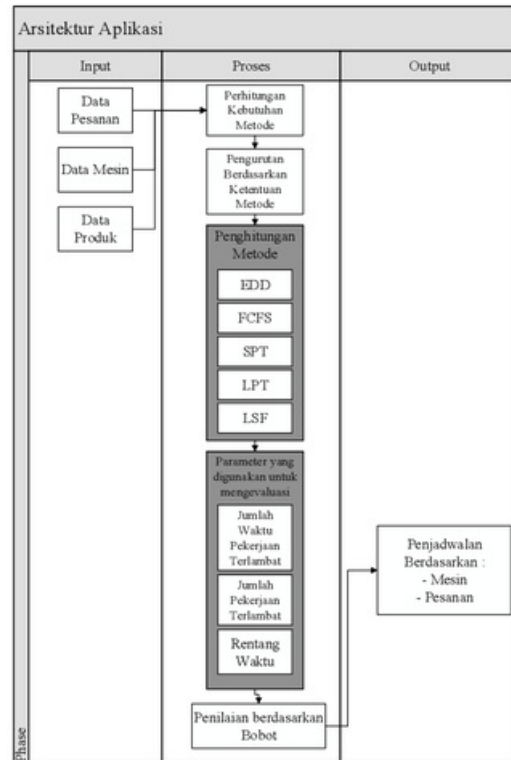 Arsitektur Aplikasi
Input
Proses
Output
Data
Pesanan
Data Mesin
Data
Produk
Perhitungan
Kebutuhan
Metode
Pengurutan
Berdasarkan
Ketentuan
Metode
Penghitungan
Metode
EDD
FCFS
SPT
LPT
LSF
Parameter yang
digunakan untuk
mengevaluasi
Jumlah
Waktu
Pekerjaan
Terlambat
Jumlah
Pekerjaan
Terlambat
Rentang
Waktu
Penilaian berdasarkan
Bobot
Penjadwalan
Berdasarkan :
- Mesin
- Pesanan
Phase